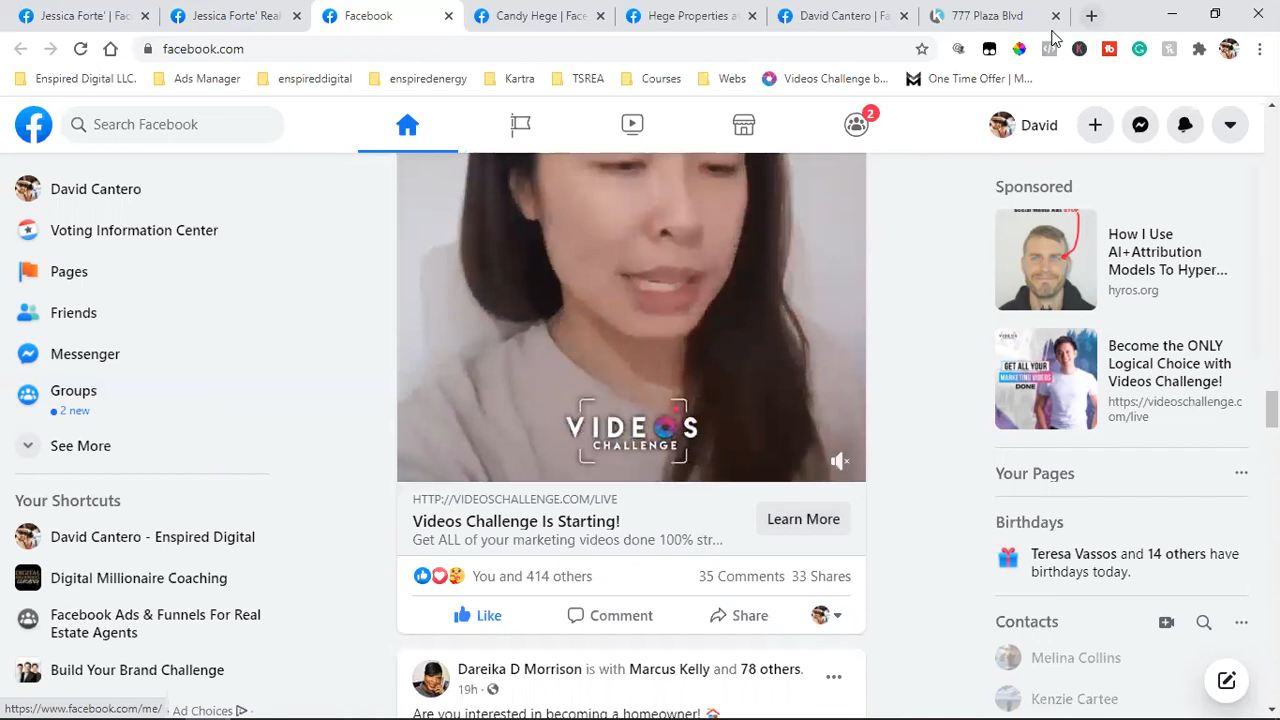 Jessica Forte' | Fac
Jessica Forte' Real
Facebook
Candy Hege | Face
Hege Properties at
David Cantero | Fa
777 Plaza Blvd
facebook.com
Enspired Digital LLC.
Ads Manager
enspireddigital
enspiredenergy
Kartra
TSREA
Courses
Webs
Videos Challenge b...
One Time Offer | M...
Search Facebook
2
David
David Cantero
Voting Information Center
Pages
Friends
Messenger
Groups
2 new
See More
Your Shortcuts
David Cantero - Enspired Digital
Digital Millionaire Coaching
Facebook Ads & Funnels For Real
Estate Agents
Build Your Brand Challenge
https://www.facebook.com/me/
Ad Choices
VIDEOS
CHALLENGE
HTTP://VIDEOSCHALLENGE.COM/LIVE
Videos Challenge Is Starting!
Get ALL of your marketing videos done 100% str...
Learn More
You and 414 others
35 Comments 33 Shares
Like
Comment
Share
Dareika D Morrison is with Marcus Kelly and 78 others.
19h
Are you interested in becoming a homeowner!
Sponsored
How I Use
AI+Attribution
Models To Hyper...
hyros.org
GET ALL YOUR
MARKETING VIDEOS
DONE
Become the ONLY
Logical Choice with
Videos Challenge!
https://videoschallenge.c
om/live
Your Pages
Birthdays
Teresa Vassos and 14 others have
birthdays today.
Contacts
Melina Collins
Kenzie Cartee